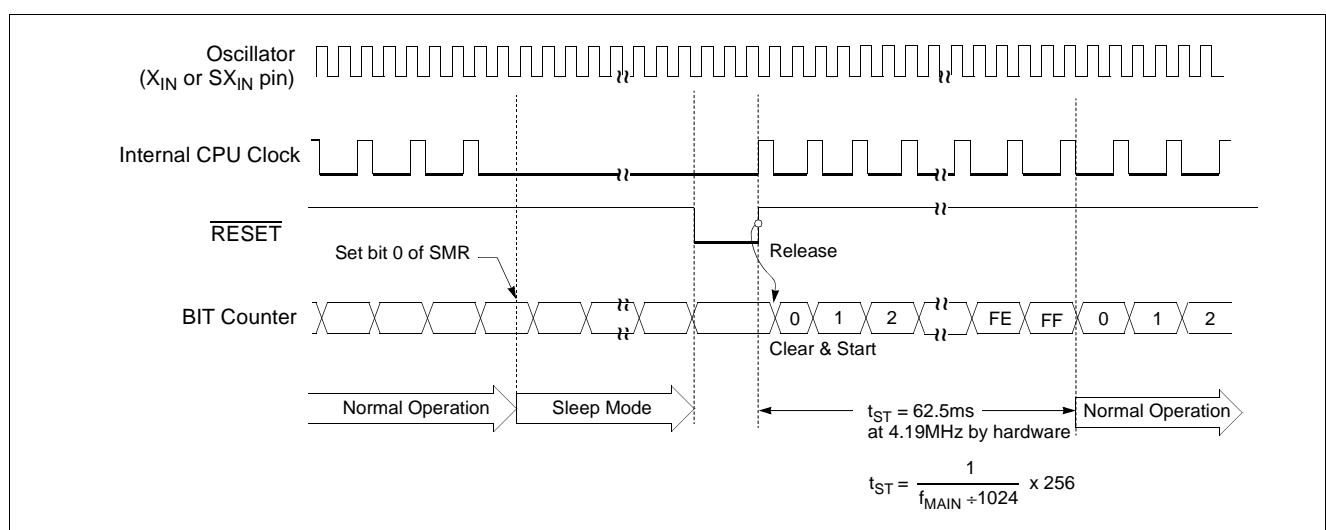 Oscillator
(XIN or SXIN pin)
Internal CPU Clock
RESET
Set bit 0 of SMR
Release
BIT Counter
0 1 2 FE FF 0 1 2
Clear & Start
Normal Operation
Sleep Mode
tST = 62.5ms
at 4.19MHz by hardware
Normal Operation
tST = 1
fMAIN ÷1024
x 256